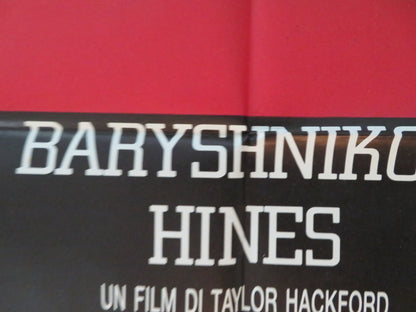 BARYSHNIKO
HINES
UN FILM DI TAYLOR HACKFORD